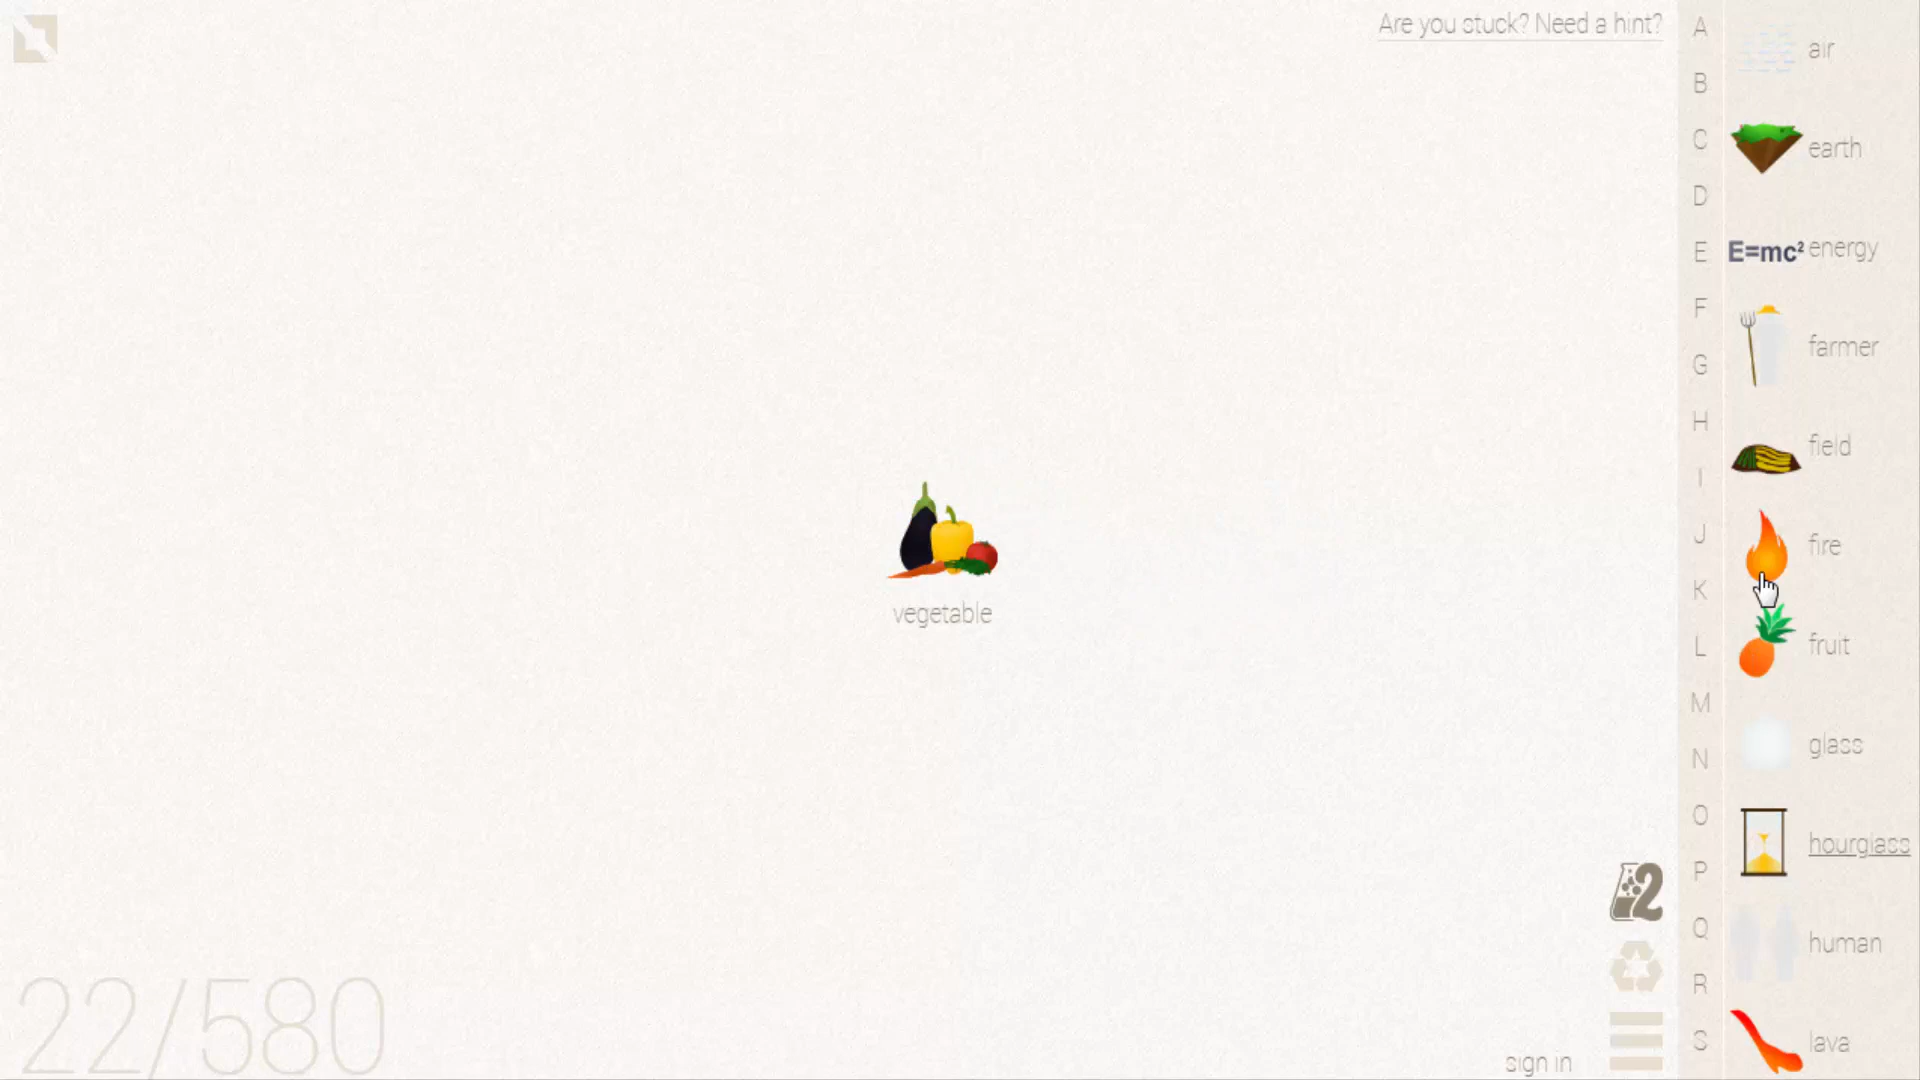 Are you stuck? Need a hint?
A
B
C
D
E
F
G
H
I
J
K
L
M
N
O
P
Q
R
S
air
earth
E=mc² energy
farmer
field
fire
fruit
glass
hourglass
human
lava
vegetable
2
22/580
sign in